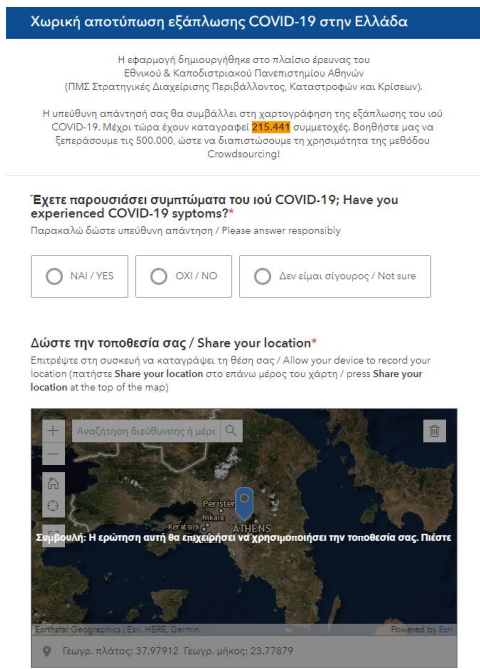 Χωρική αποτύπωση εξάπλωσης COVID-19 στην Ελλάδα
Η εφαρμογή δημιουργήθηκε στο πλαίσιο έρευνας του
Εθνικού & Καποδιστριακού Πανεπιστημίου Αθηνών
(ΠΜΣ Στρατηγικές Διαχείρισης Περιβάλλοντος, Καταστροφών και Κρίσεων).
Η υπεύθυνη απάντησή σας θα συμβάλλει στη χαρτογράφηση της εξάπλωσης του ιού
COVID-19. Μέχρι τώρα έχουν καταγραφεί 215.441 συμμετοχές. Βοηθήστε μας να
ξεπεράσουμε τις 500.000, ώστε να διαπιστώσουμε τη χρησιμότητα της μεθόδου
Crowdsourcing!
Έχετε παρουσιάσει συμπτώματα του ιού COVID-19; Have you
experienced COVID-19 syptoms?*
Παρακαλώ δώστε υπεύθυνη απάντηση / Please answer responsibly
ΝΑΙ / YES
ΟΧΙ / NO
Δεν είμαι σίγουρος / Not sure
Δώστε την τοποθεσία σας / Share your location*
Επιτρέψτε στη συσκευή να καταγράψει τη θέση σας / Allow your device to record your
location (πατήστε Share your location στο επάνω μέρος του χάρτη / press Share your
location at the top of the map)
Αναζήτηση διεύθυνσης ή μέρι
Peristeri
Nikaia
Keratsini
ATHENS
Συμβουλή: Η ερώτηση αυτή θα επιχειρήσει να χρησιμοποιήσει την τοποθεσία σας. Πιέστε
Earthstar Geographics | Esri, HERE, Garmin
Powered by Esri
Γεωγρ. πλάτος: 37.97912 Γεωγρ. μήκος: 23.77879